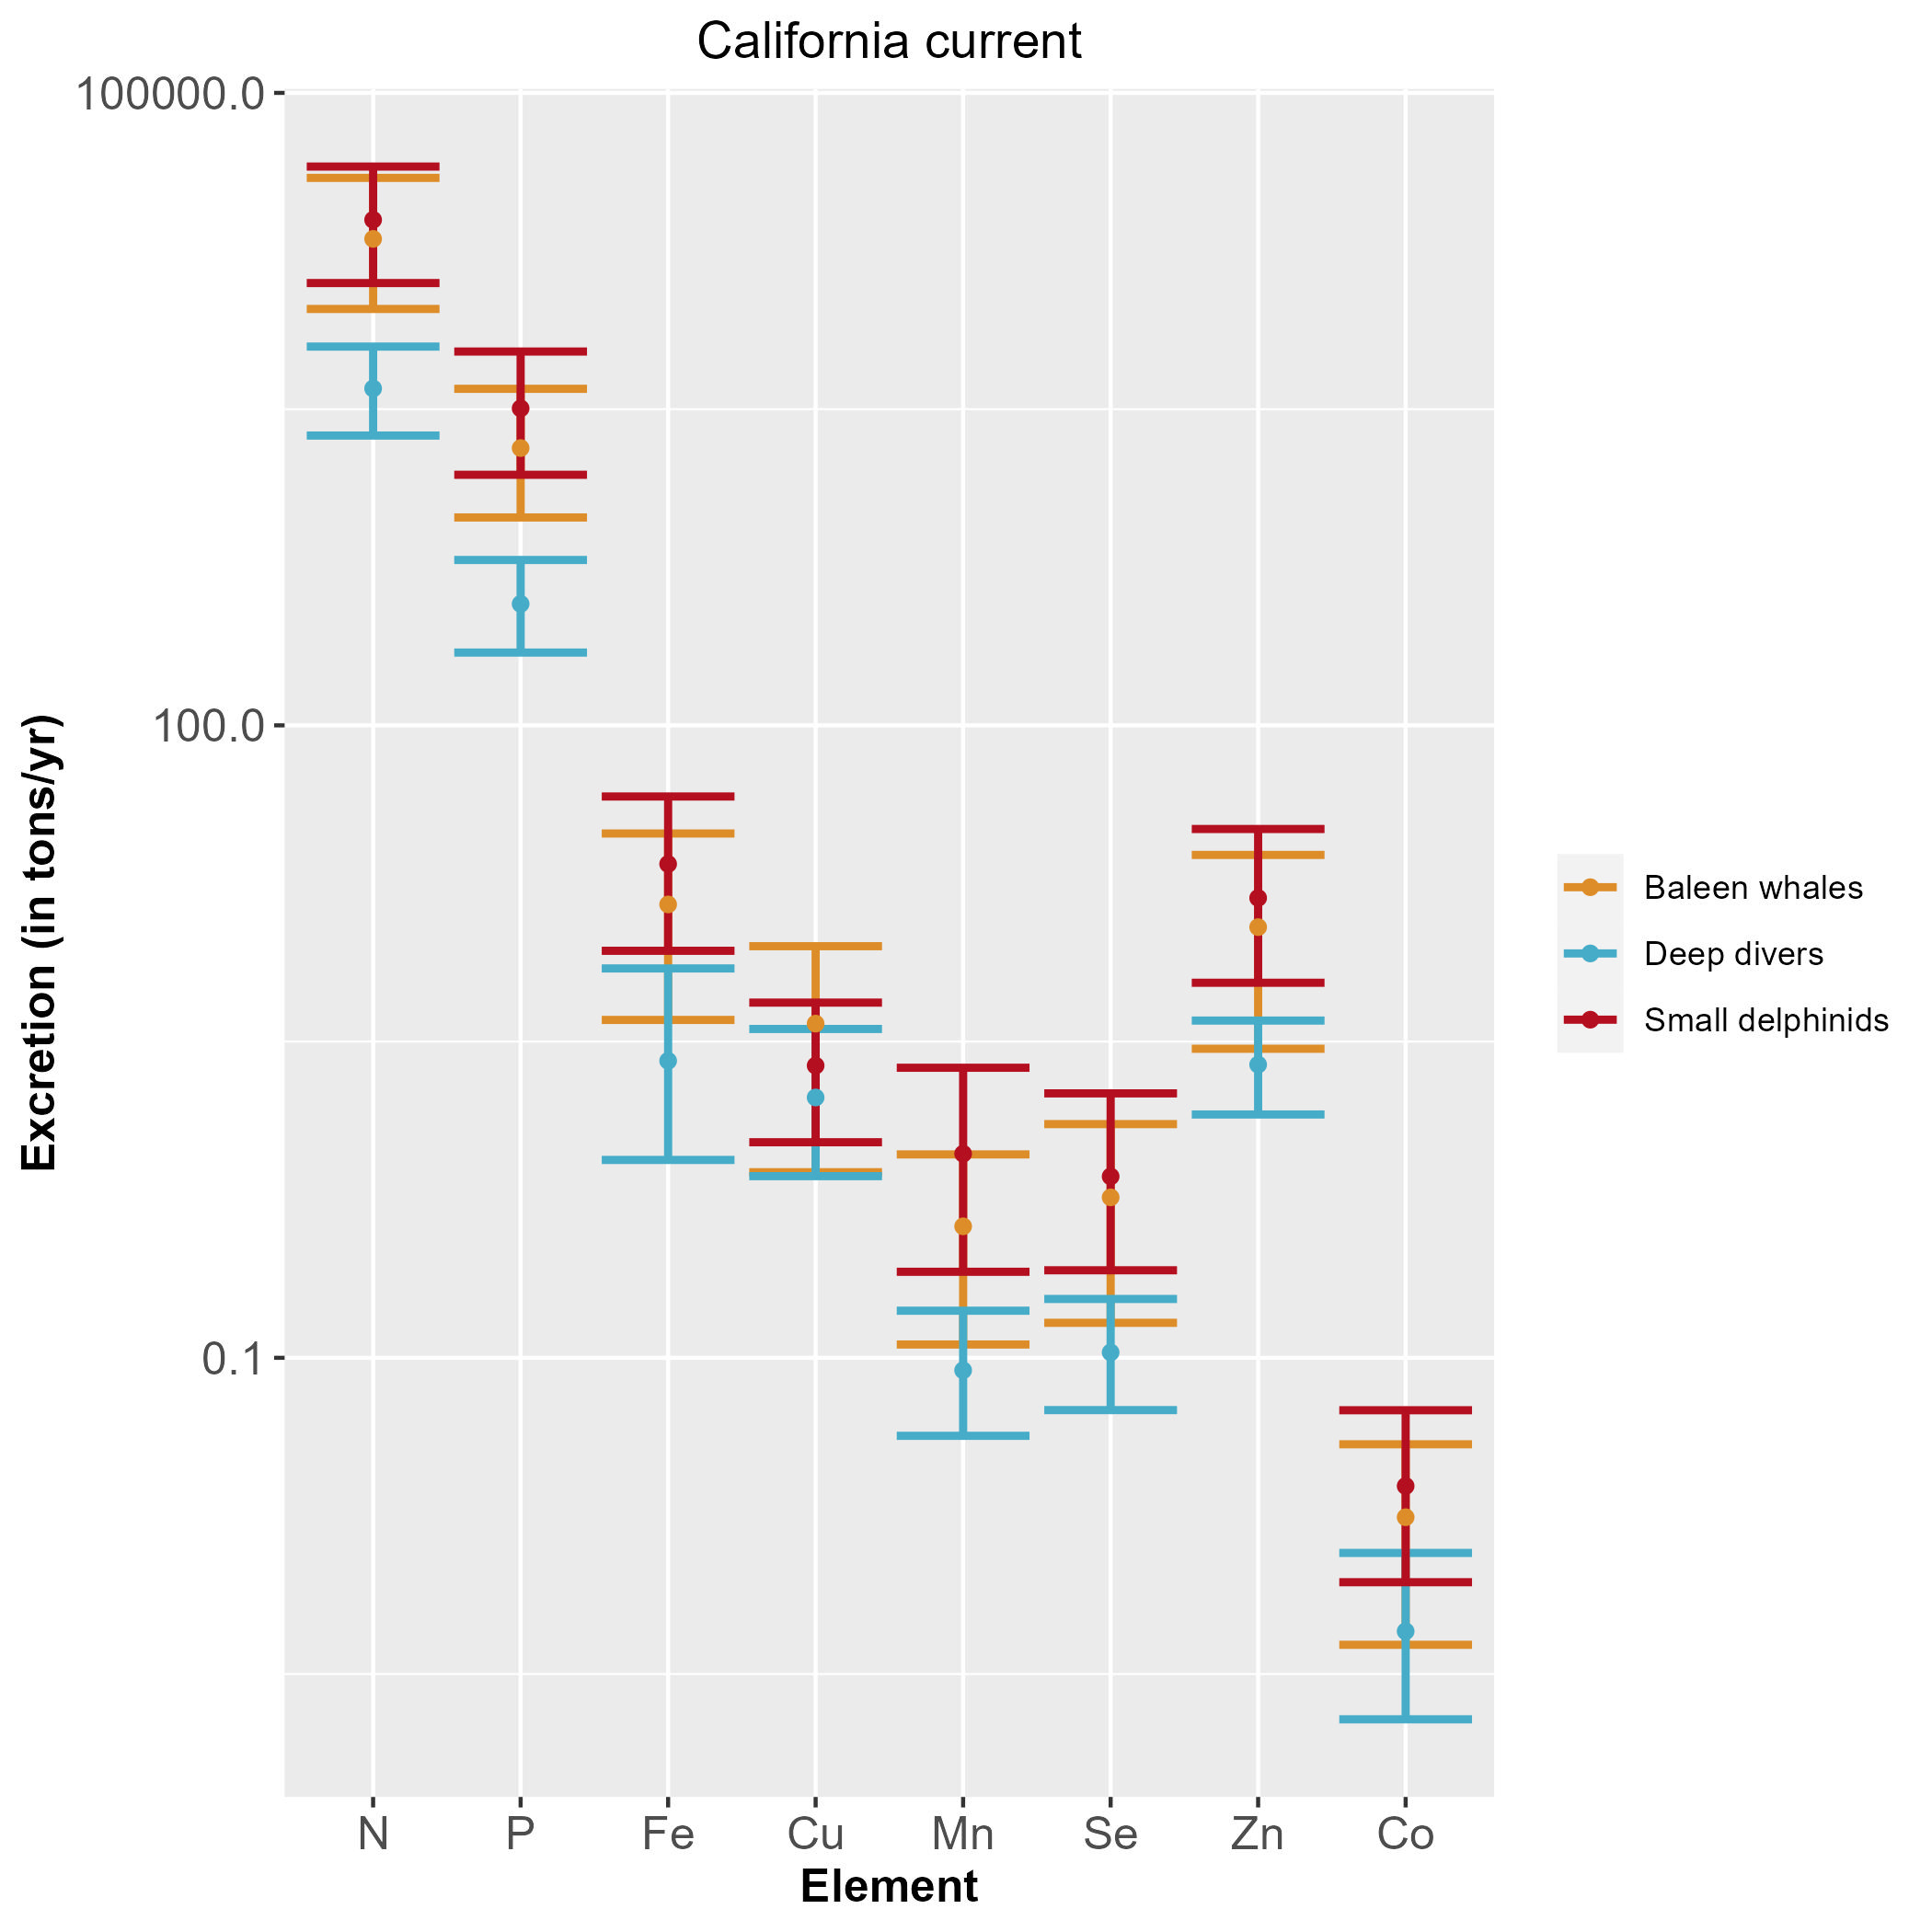 California current
100000.0
100.0
0.1
Excretion (in tons/yr)
N P Fe Cu Mn Se Zn Co
Element
Baleen whales
Deep divers
Small delphinids